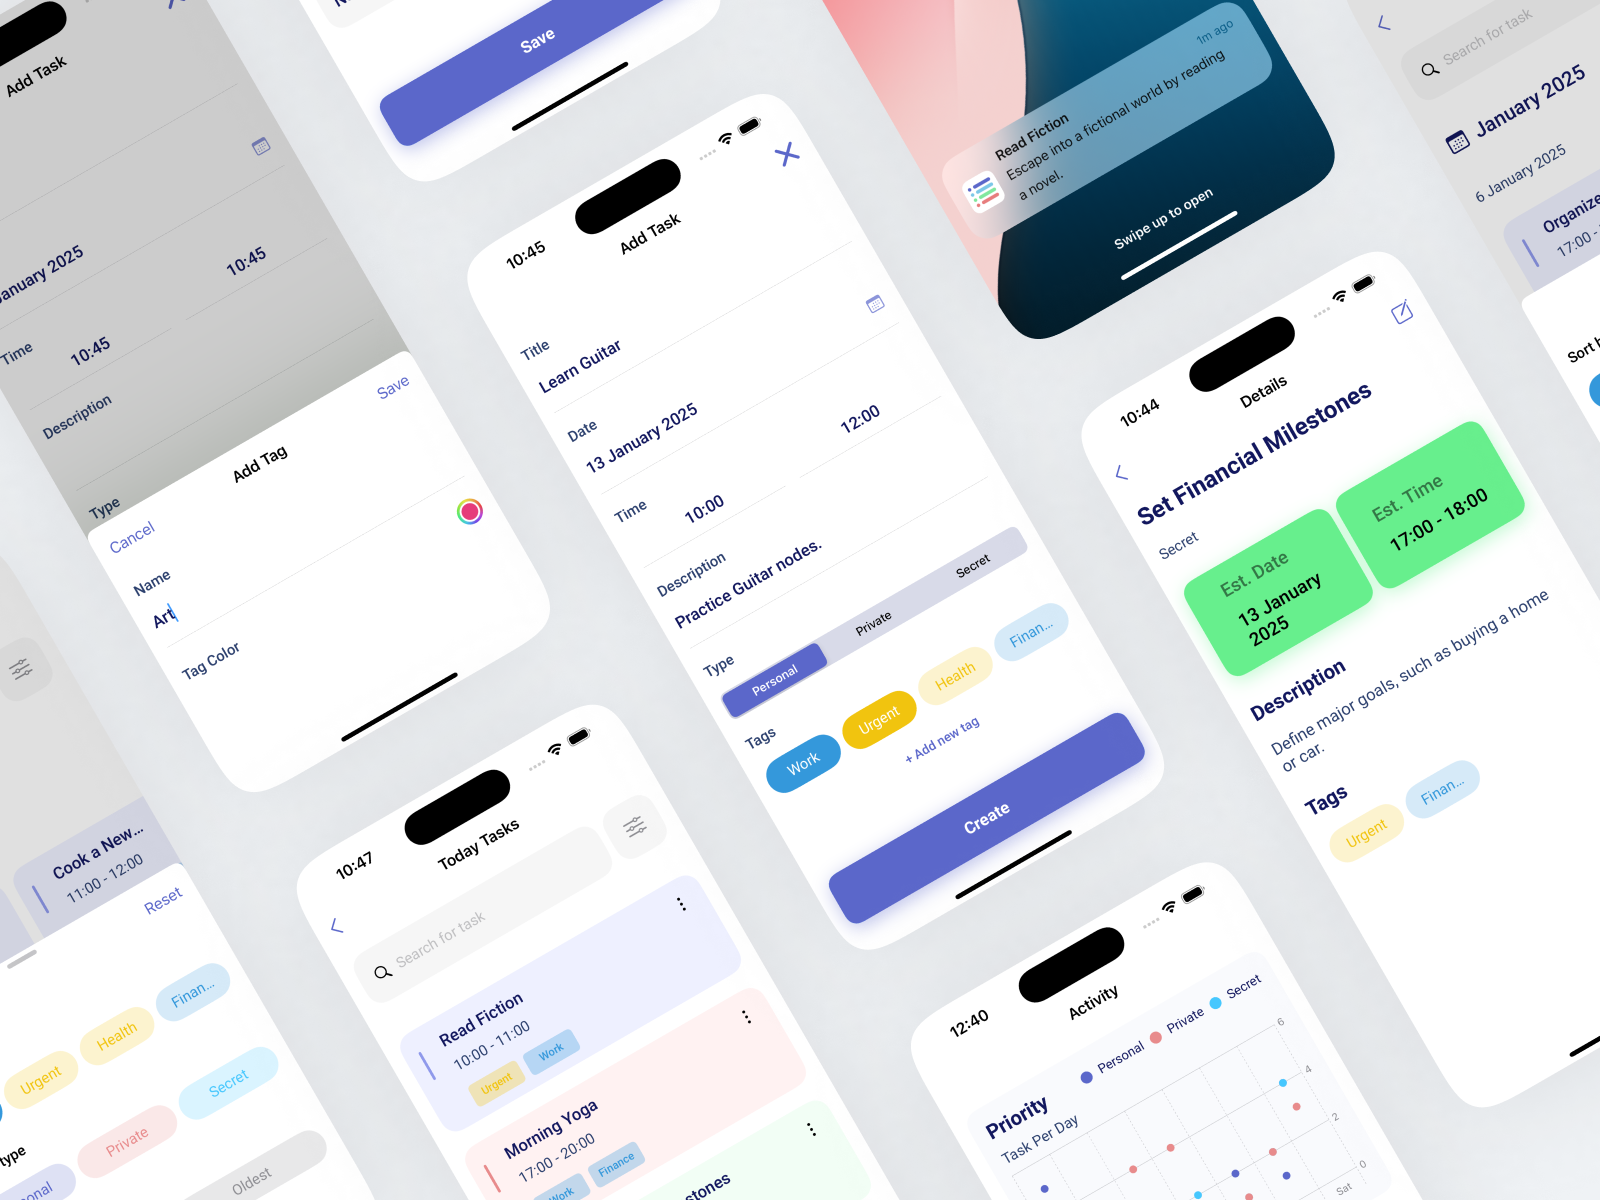 Add Task
January 2025
Time
10:45
10:45
Description
Type
Cancel
Add Tag
Save
Name
Art
Tag Color
Save
10:45
Add Task
Title
Learn Guitar
Date
13 January 2025
Time
10:00
12:00
Description
Practice Guitar nodes.
Type
Personal
Private
Secret
Tags
Work
Urgent
Health
Finan...
+ Add new tag
Create
Read Fiction
1m ago
Escape into a fictional world by reading
a novel.
Swipe up to open
Search for task
January 2025
6 January 2025
Organize
17:00 -
Sort b
10:44
Details
Set Financial Milestones
Secret
Est. Date
13 January
2025
Est. Time
17:00 - 18:00
Description
Define major goals, such as buying a home
or car.
Tags
Urgent
Finan...
Cook a New...
11:00 - 12:00
Reset
Urgent
Health
Finan...
type
Private
Secret
Oldest
10:47
Today Tasks
Search for task
Read Fiction
10:00 - 11:00
Urgent
Work
Morning Yoga
17:00 - 20:00
Work
Finance
stones
12:40
Activity
Personal
Private
Secret
Priority
Task Per Day
6
4
2
0
Sat